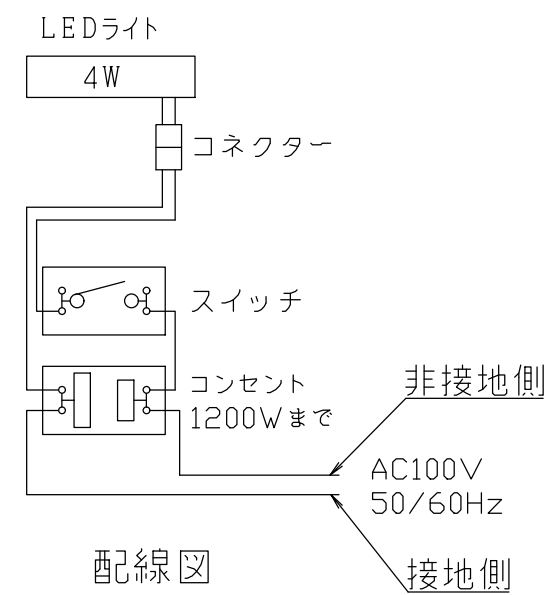 LEDライト
4W
コネクター
スイッチ
コンセント
1200Wまで
非接地側
AC100V
50/60Hz
接地側
配線図